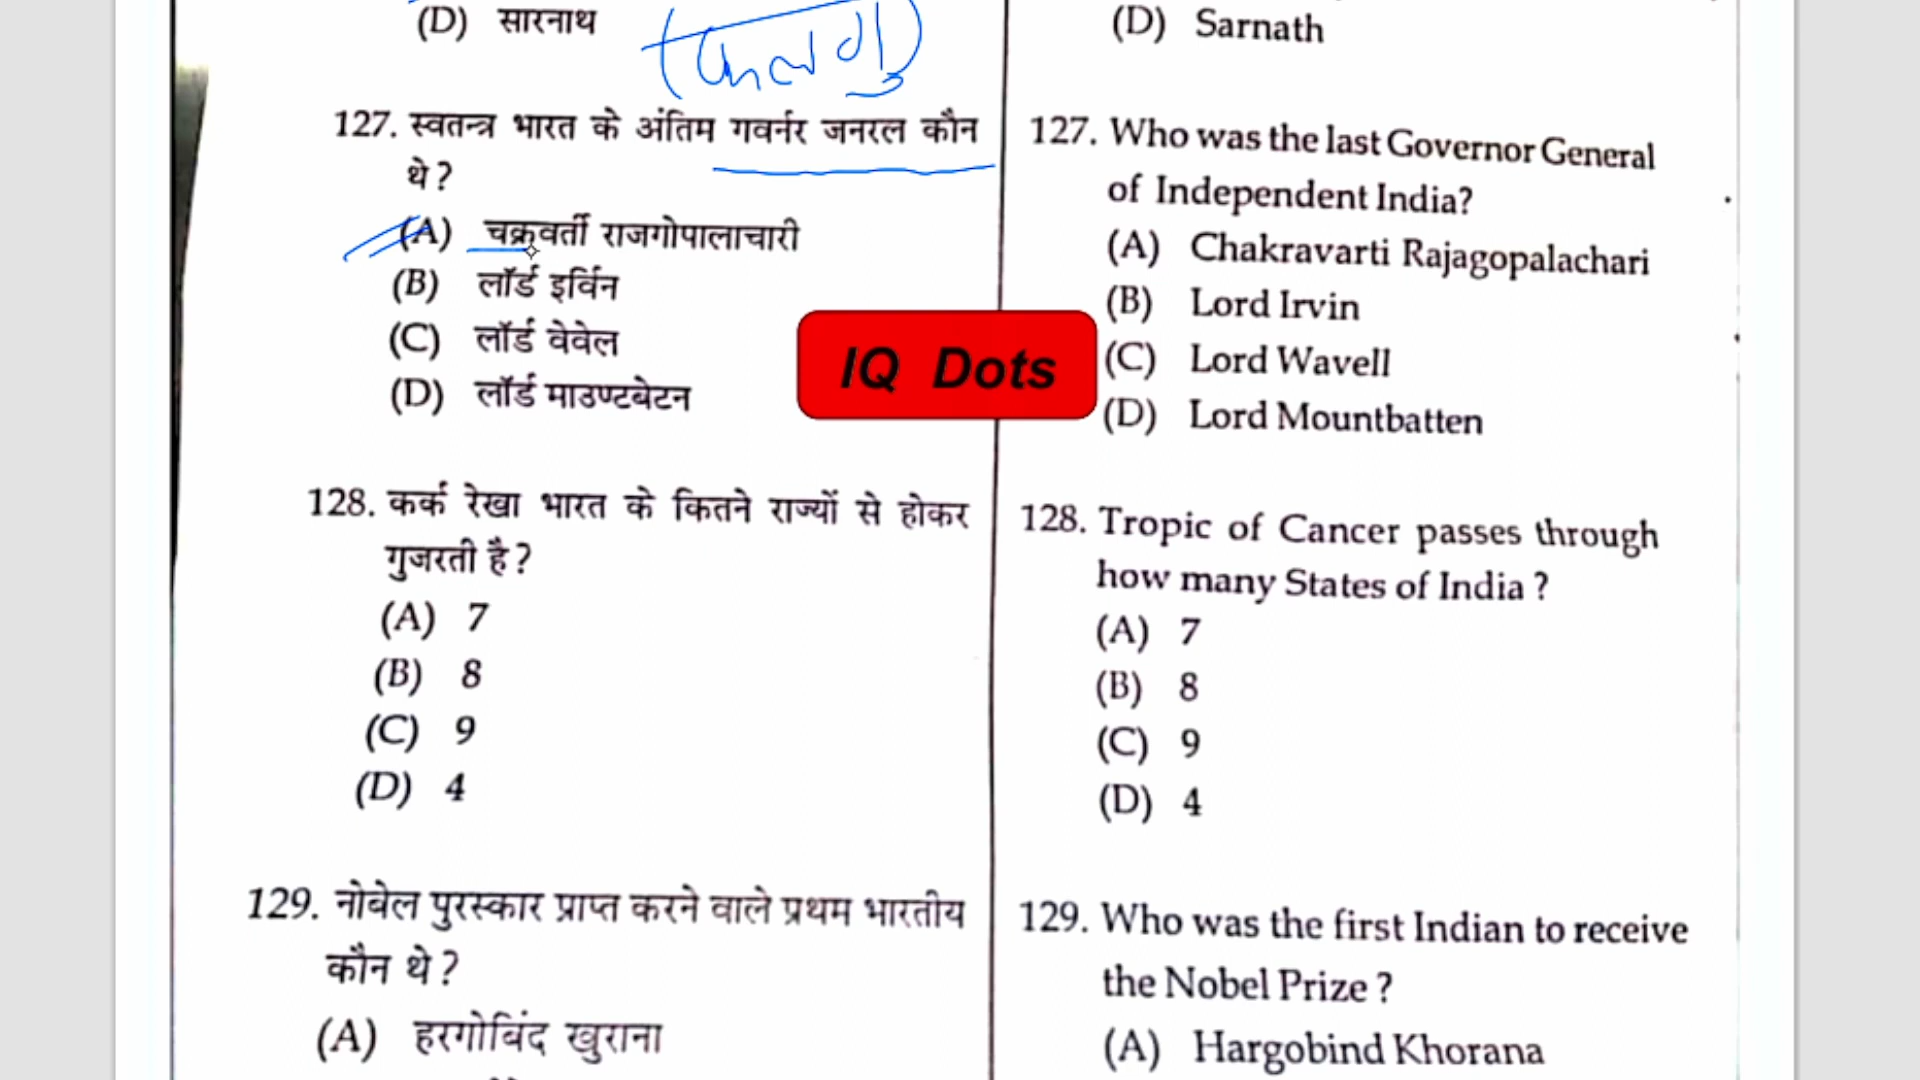 (D) सारनाथ
(फल्गु)
127. स्वतन्त्र भारत के अंतिम गवर्नर जनरल कौन
थे ?
(A) चक्रवर्ती राजगोपालाचारी
(B) लॉर्ड इर्विन
(C) लॉर्ड वेवेल
(D) लॉर्ड माउण्टबेटन
128. कर्क रेखा भारत के कितने राज्यों से होकर
गुजरती है ?
(A) 7
(B) 8
(C) 9
(D) 4
129. नोबेल पुरस्कार प्राप्त करने वाले प्रथम भारतीय
कौन थे ?
(A) हरगोबिंद खुराना
IQ Dots
(D) Sarnath
127. Who was the last Governor General
of Independent India?
(A) Chakravarti Rajagopalachari
(B) Lord Irvin
(C) Lord Wavell
(D) Lord Mountbatten
128. Tropic of Cancer passes through
how many States of India ?
(A) 7
(B) 8
(C) 9
(D) 4
129. Who was the first Indian to receive
the Nobel Prize ?
(A) Hargobind Khorana